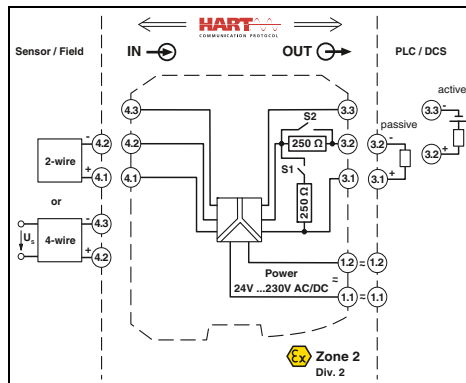 HART
COMMUNICATION PROTOCOL
Sensor / Field
IN
OUT
PLC / DCS
4.3
3.3
S2
active
3.3 -
passive
4.2
- 4.2
2-wire
+ 4.1
250 Ω
3.2
3.2 -
3.2 +
4.1
S1
250 Ω
3.1
3.1 +
or
- 4.3
Us
4-wire
+ 4.2
Power
24V ...230V AC/DC
≈
1.2 ≈ 1.2
1.1 ≈ 1.1
Ex Zone 2
Div. 2